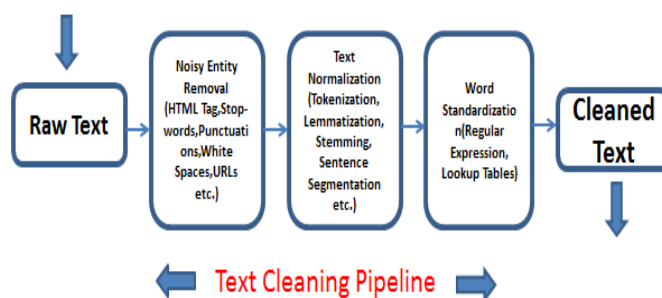 Raw Text
Noisy Entity
Removal
(HTML Tag,Stop-
words,Punctuati
ons,White
Spaces,URLs
etc.)
Text
Normalization
(Tokenization,
Lemmatization,
Stemming,
Sentence
Segmentation
etc.)
Word
Standardizatio
n(Regular
Expression,
Lookup Tables)
Cleaned
Text
Text Cleaning Pipeline